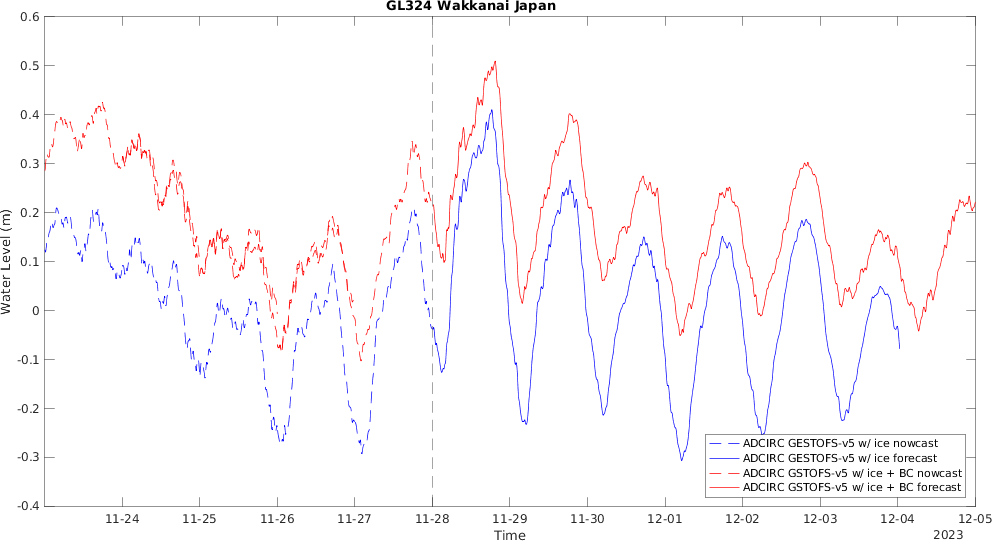 GL324 Wakkanai Japan
0.6
0.5
0.4
0.3
0.2
0.1
0
-0.1
-0.2
-0.3
-0.4
Water Level (m)
11-24 11-25 11-26 11-27 11-28 11-29 11-30 12-01 12-02 12-03 12-04 12-05
Time
2023
ADCIRC GESTOFS-v5 w/ ice nowcast
ADCIRC GESTOFS-v5 w/ ice forecast
ADCIRC GSTOFS-v5 w/ ice + BC nowcast
ADCIRC GSTOFS-v5 w/ ice + BC forecast